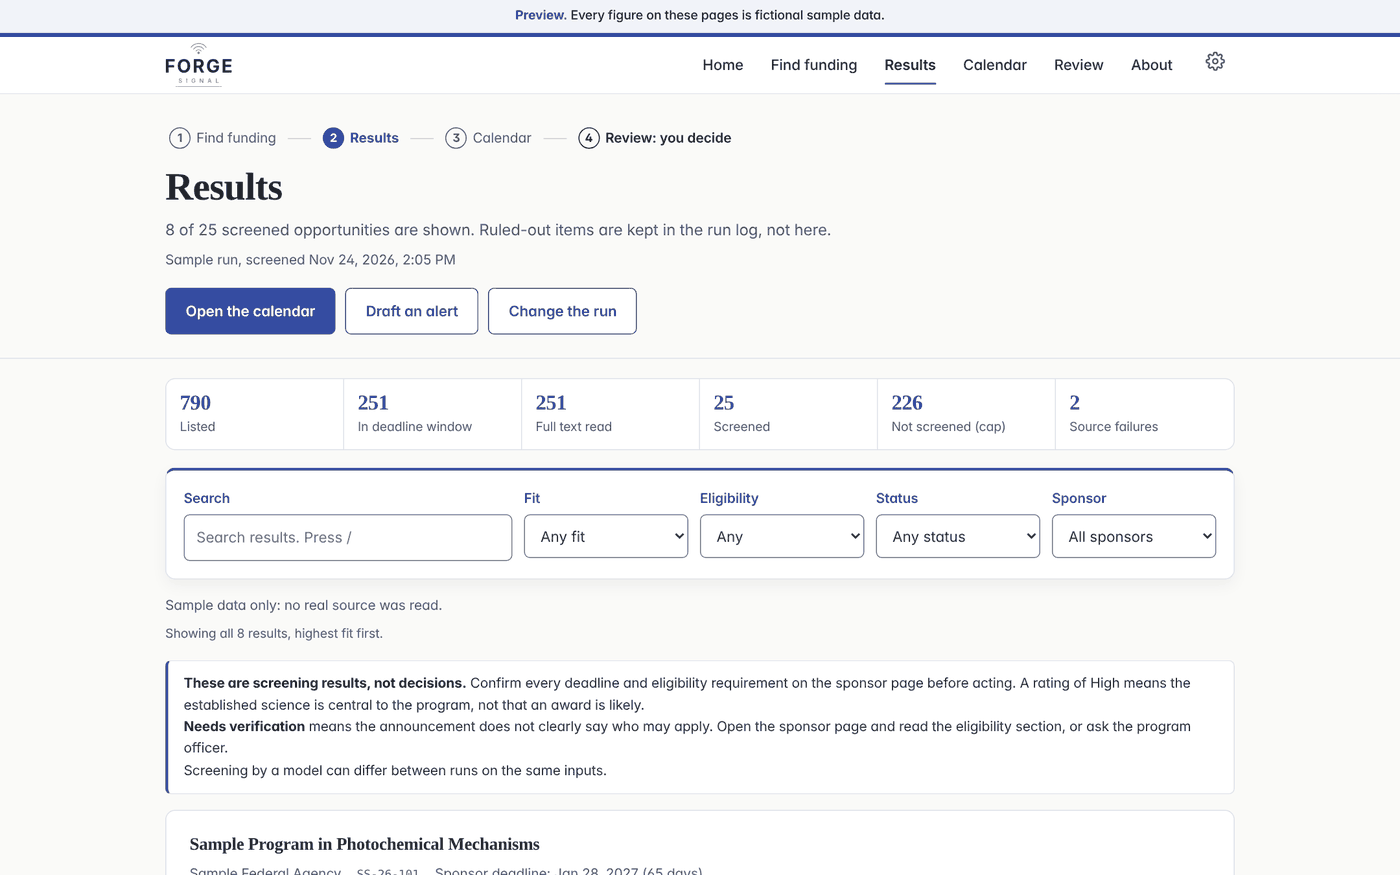 Preview. Every figure on these pages is fictional sample data.
FORGE
SIGNAL
Home
Find funding
Results
Calendar
Review
About
1 Find funding
2 Results
3 Calendar
4 Review: you decide
Results
8 of 25 screened opportunities are shown. Ruled-out items are kept in the run log, not here.
Sample run, screened Nov 24, 2026, 2:05 PM
Open the calendar
Draft an alert
Change the run
790
Listed
251
In deadline window
251
Full text read
25
Screened
226
Not screened (cap)
2
Source failures
Search
Search results. Press /
Fit
Any fit
Eligibility
Any
Status
Any status
Sponsor
All sponsors
Sample data only: no real source was read.
Showing all 8 results, highest fit first.
These are screening results, not decisions. Confirm every deadline and eligibility requirement on the sponsor page before acting. A rating of High means the
established science is central to the program, not that an award is likely.
Needs verification means the announcement does not clearly say who may apply. Open the sponsor page and read the eligibility section, or ask the program
officer.
Screening by a model can differ between runs on the same inputs.
Sample Program in Photochemical Mechanisms
Sample Federal Agency SS-26-101 Sponsor deadline: Jan 28, 2027 (65 days)